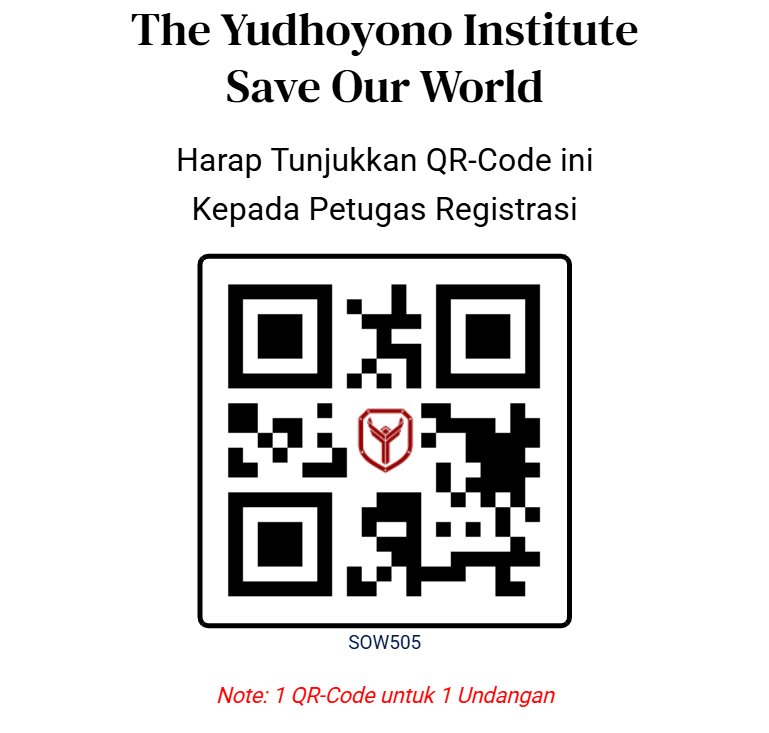 The Yudhoyono Institute
Save Our World
Harap Tunjukkan QR-Code ini
Kepada Petugas Registrasi
SOW505
Note: 1 QR-Code untuk 1 Undangan